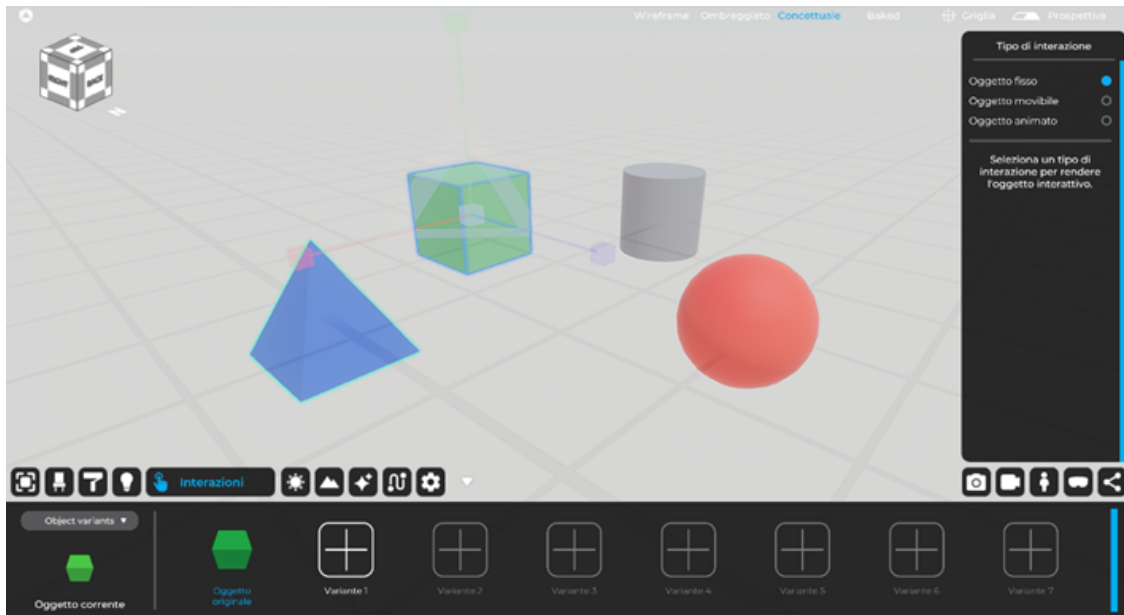 Wireframe Ombreggiato Concettuale Baked Griglia Prospettiva
Tipo di interazione
Oggetto fisso
Oggetto movibile
Oggetto animato
Seleziona un tipo di
interazione per rendere
l'oggetto interattivo.
BACK
Interazioni
Object variants
Oggetto corrente
Oggetto
originale
Variante 1
Variante 2
Variante 3
Variante 4
Variante 5
Variante 6
Variante 7